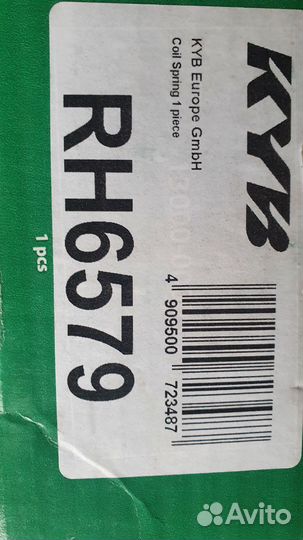 KYB
KYB Europe GmbH
Coil Spring 1 piece
RH6579
4 909500 723487
1 pcs
Avito